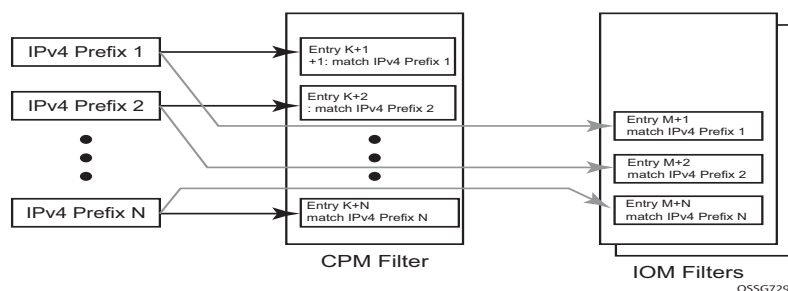 IPv4 Prefix 1
Entry K+1
+1: match IPv4 Prefix 1
IPv4 Prefix 2
Entry K+2
: match IPv4 Prefix 2
Entry M+1
match IPv4 Prefix 1
Entry M+2
match IPv4 Prefix 2
IPv4 Prefix N
Entry K+N
match IPv4 Prefix N
Entry M+N
match IPv4 Prefix N
CPM Filter
IOM Filters
OSSG729